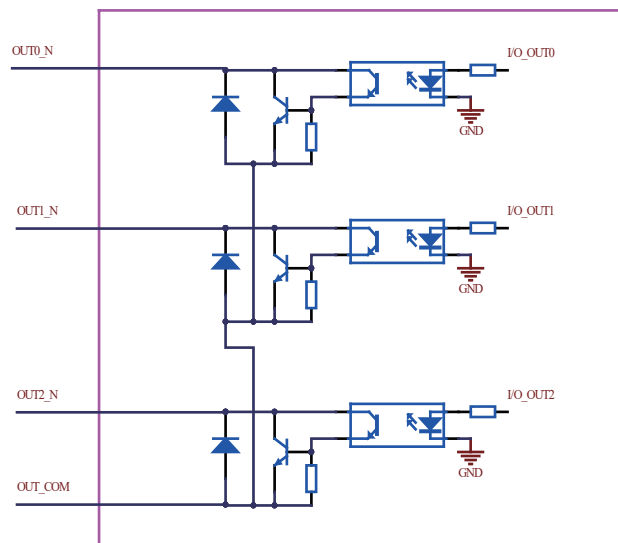 OUT0_N
I/O_OUT0
GND
OUT1_N
I/O_OUT1
GND
OUT2_N
I/O_OUT2
GND
OUT_COM